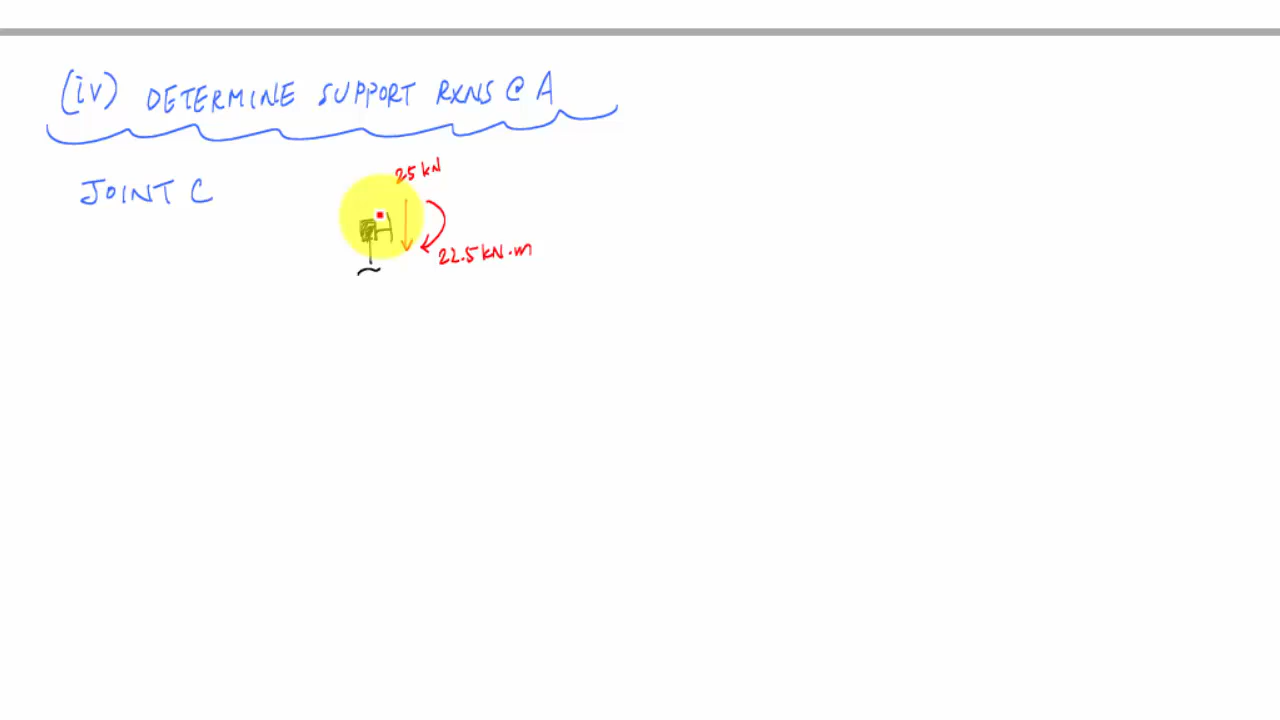 (iv) DETERMINE SUPPORT RXNS @ A
JOINT C
25 kN
22.5 kN·m